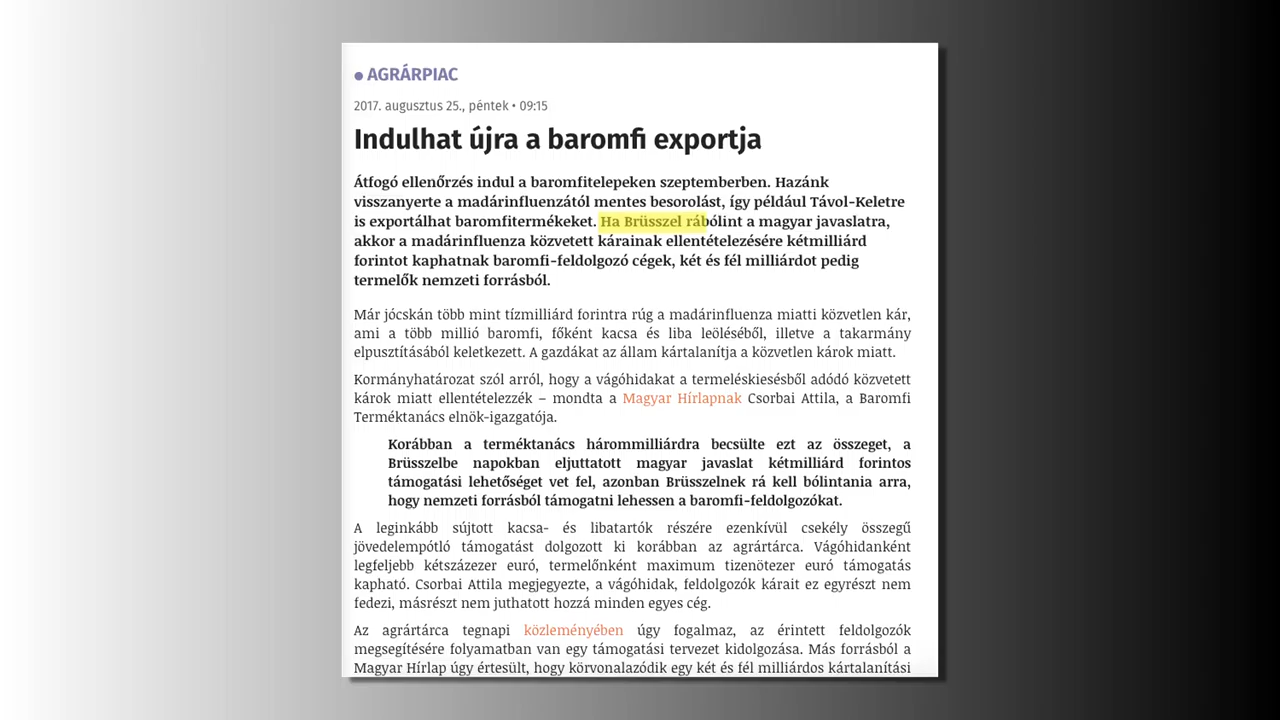 • AGRÁRPIAC
2017. augusztus 25., péntek • 09:15
Indulhat újra a baromfi exportja
Átfogó ellenőrzés indul a baromfitelepeken szeptemberben. Hazánk
visszanyerte a madárinfluenzától mentes besorolást, így például Távol-Keletre
is exportálhat baromfitermékeket. Ha Brüsszel rábólint a magyar javaslatra,
akkor a madárinfluenza közvetett kárainak ellentételezésére kétmilliárd
forintot kaphatnak baromfi-feldolgozó cégek, két és fél milliárdot pedig
termelők nemzeti forrásból.
Már jócskán több mint tízmilliárd forintra rúg a madárinfluenza miatti közvetlen kár,
ami a több millió baromfi, főként kacsa és liba leöléséből, illetve a takarmány
elpusztításából keletkezett. A gazdákat az állam kártalanítja a közvetlen károk miatt.
Kormányhatározat szól arról, hogy a vágóhidakat a termeléskiesésből adódó közvetett
károk miatt ellentételezzék – mondta a Magyar Hírlapnak Csorbai Attila, a Baromfi
Terméktanács elnök-igazgatója.
Korábban a terméktanács hárommilliárdra becsülte ezt az összeget, a
Brüsszelbe napokban eljuttatott magyar javaslat kétmilliárd forintos
támogatási lehetőséget vet fel, azonban Brüsszelnek rá kell bólintania arra,
hogy nemzeti forrásból támogatni lehessen a baromfi-feldolgozókat.
A leginkább sújtott kacsa- és libatartók részére ezenkívül csekély összegű
jövedelempótló támogatást dolgozott ki korábban az agrártárca. Vágóhidanként
legfeljebb kétszázezer euró, termelőnként maximum tizenötezer euró támogatás
kapható. Csorbai Attila megjegyezte, a vágóhidak, feldolgozók kárait ez egyrészt nem
fedezi, másrészt nem juthatott hozzá minden egyes cég.
Az agrártárca tegnapi közleményében úgy fogalmaz, az érintett feldolgozók
megsegítésére folyamatban van egy támogatási tervezet kidolgozása. Más forrásból a
Magyar Hírlap úgy értesült, hogy körvonalazódik egy két és fél milliárdos kártalanítási